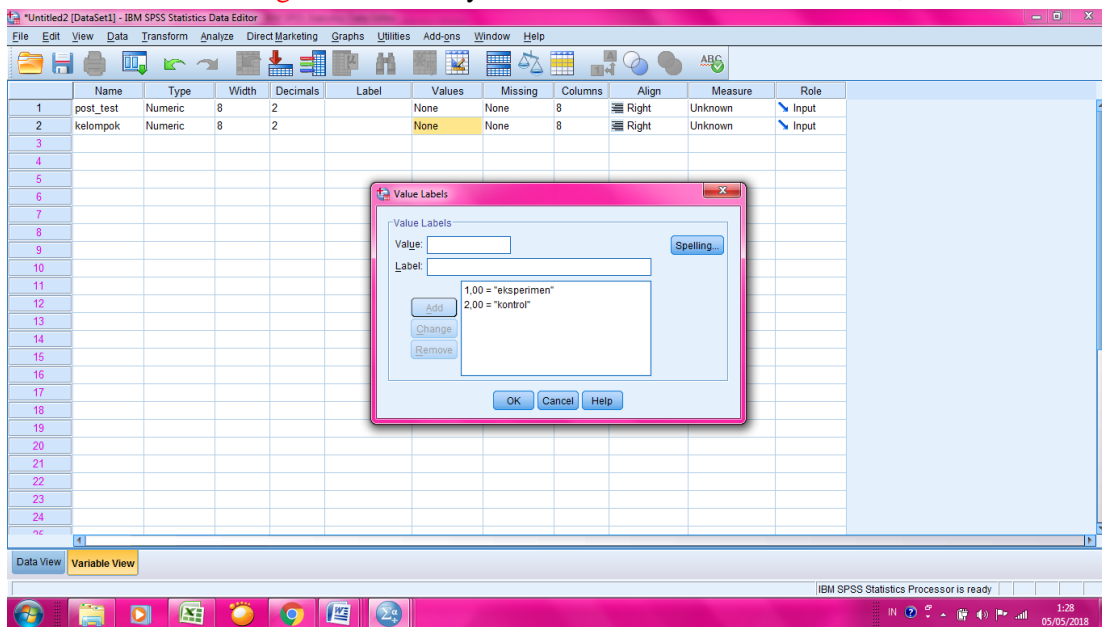 *Untitled2 [DataSet1] - IBM SPSS Statistics Data Editor
File Edit View Data Transform Analyze Direct Marketing Graphs Utilities Add-ons Window Help
Name Type Width Decimals Label Values Missing Columns Align Measure Role
1 post_test Numeric 8 2 None None 8 Right Unknown Input
2 kelompok Numeric 8 2 None None 8 Right Unknown Input
3
4
5
6
7
8
9
10
11
12
13
14
15
16
17
18
19
20
21
22
23
24
25
Value Labels
Value Labels
Value:
Spelling...
Label:
1,00 = "eksperimen"
2,00 = "kontrol"
Add
Change
Remove
OK Cancel Help
Data View Variable View
IBM SPSS Statistics Processor is ready
IN 1:28
05/05/2018